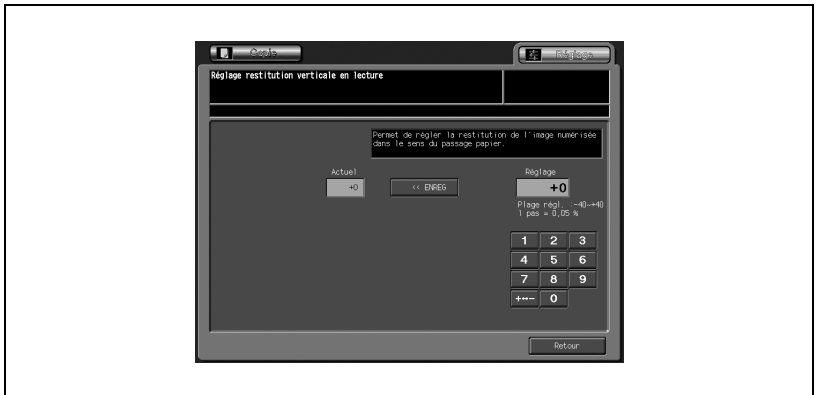 Copie
Réglage
Réglage restitution verticale en lecture
Permet de régler la restitution de l'image numérisée
dans le sens du passage papier.
Actuel
Réglage
+0
<< ENREG
+0
Plage régl. :-40~+40
1 pas = 0,05 %
1 2 3
4 5 6
7 8 9
+↔- 0
Retour